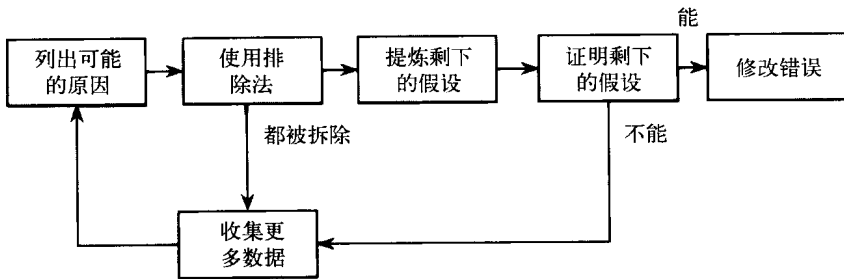 列出可能
的原因
使用排
除法
提炼剩下
的假设
证明剩下
的假设
能
修改错误
都被拆除
不能
收集更
多数据